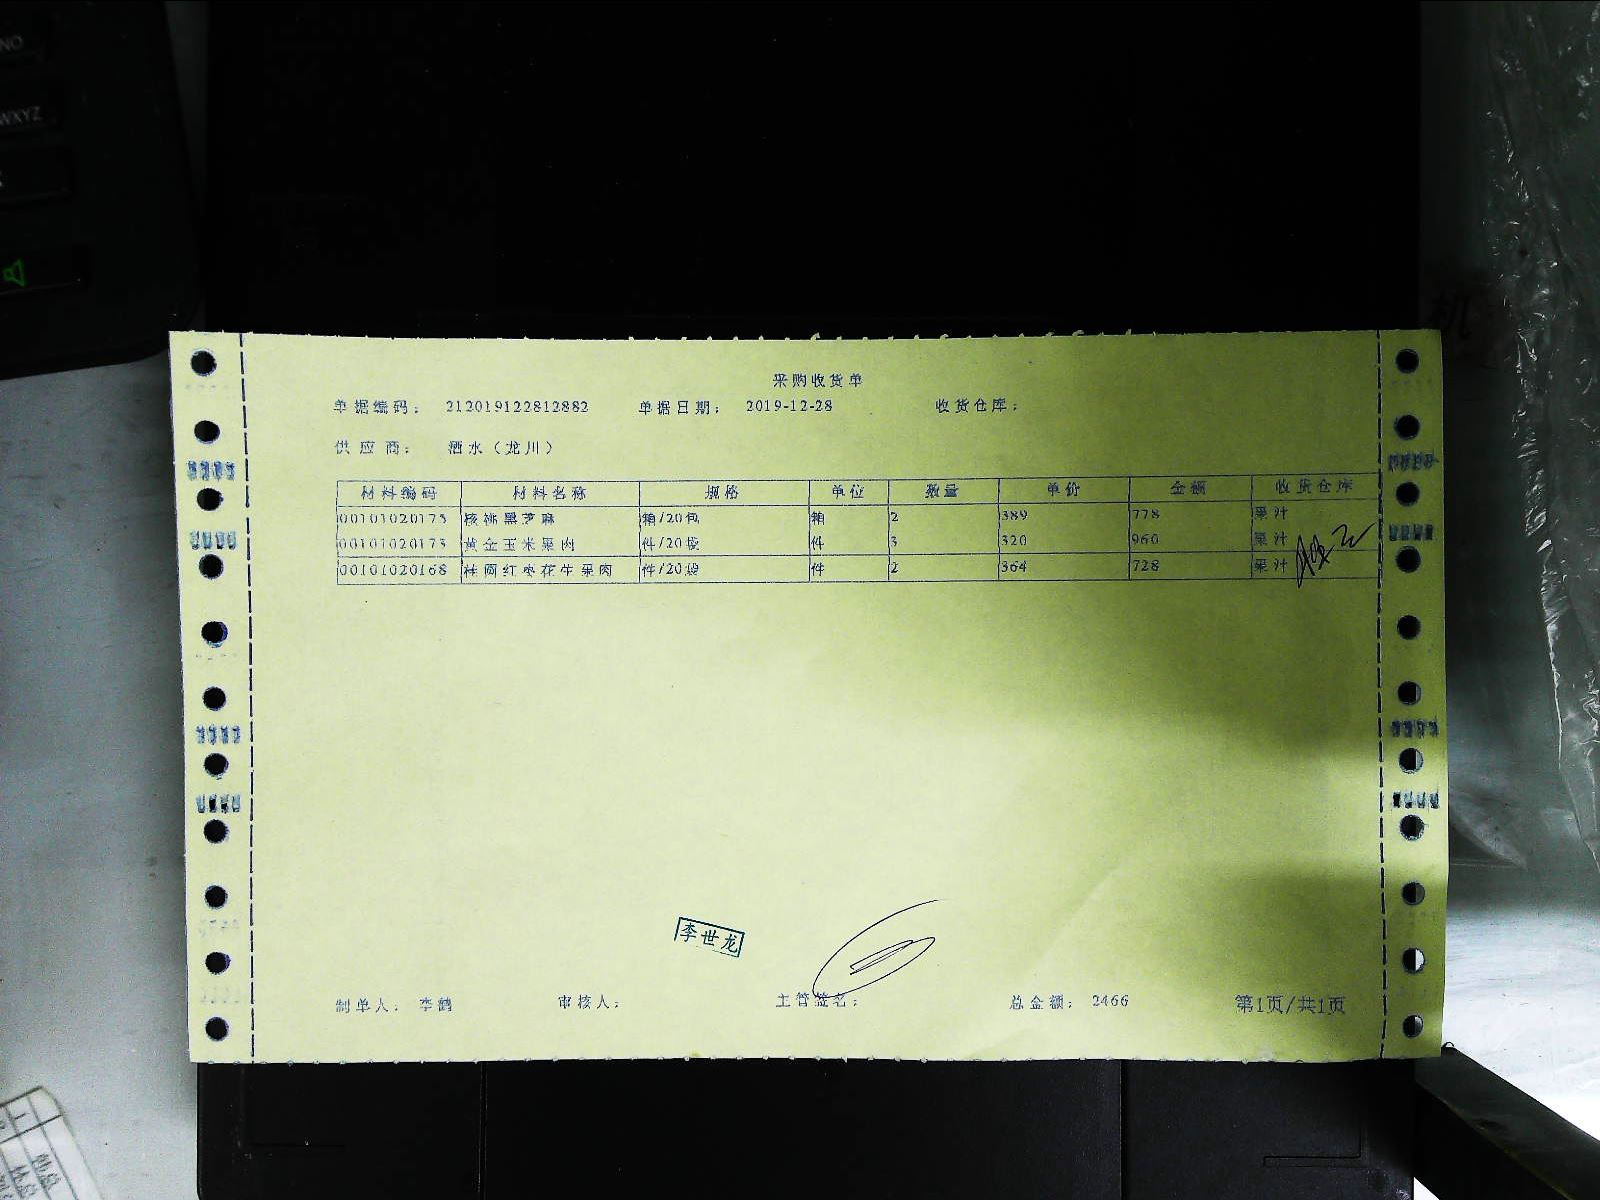 NO
WXYZ
机
采购收货单
单据编码： 212019122812882 单据日期： 2019-12-28 收货仓库：
供应商： 酒水（龙川）
材料编码 材料名称 规格 单位 数量 单价 金额 收货仓库
00101020175 核桃黑芝麻 箱/20包 箱 2 389 778 果汁
00101020173 黄金玉米果肉 件/20袋 件 3 320 960 果汁
00101020168 桂圆红枣花生果肉 件/20袋 件 2 364 728 果汁
李世龙
制单人： 李鹤 审核人： 主管签名： 总金额： 2466 第1页/共1页